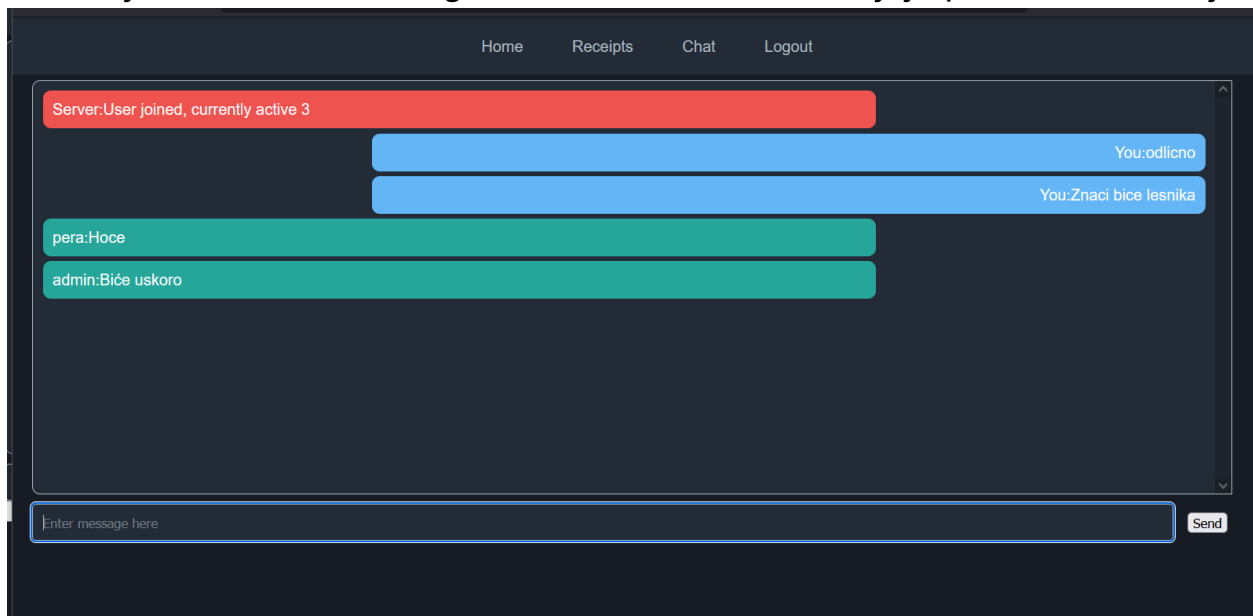 Home Receipts Chat Logout
Server:User joined, currently active 3
You:odlicno
You:Znaci bice lesnika
pera:Hoce
admin:Biće uskoro
Enter message here
Send